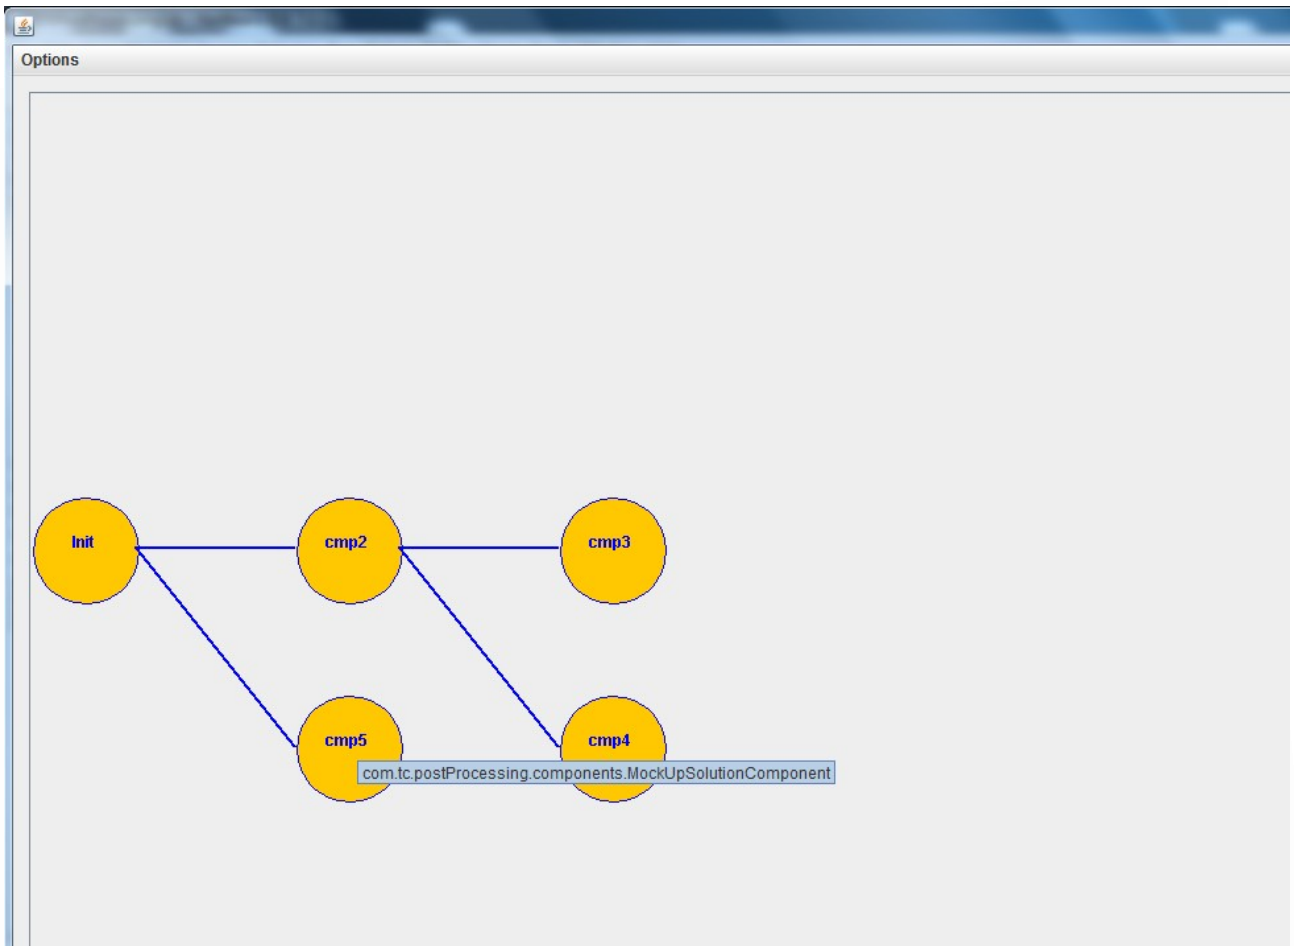 Options
Init
cmp2
cmp3
cmp5
cmp4
com.tc.postProcessing.components.MockUpSolutionComponent